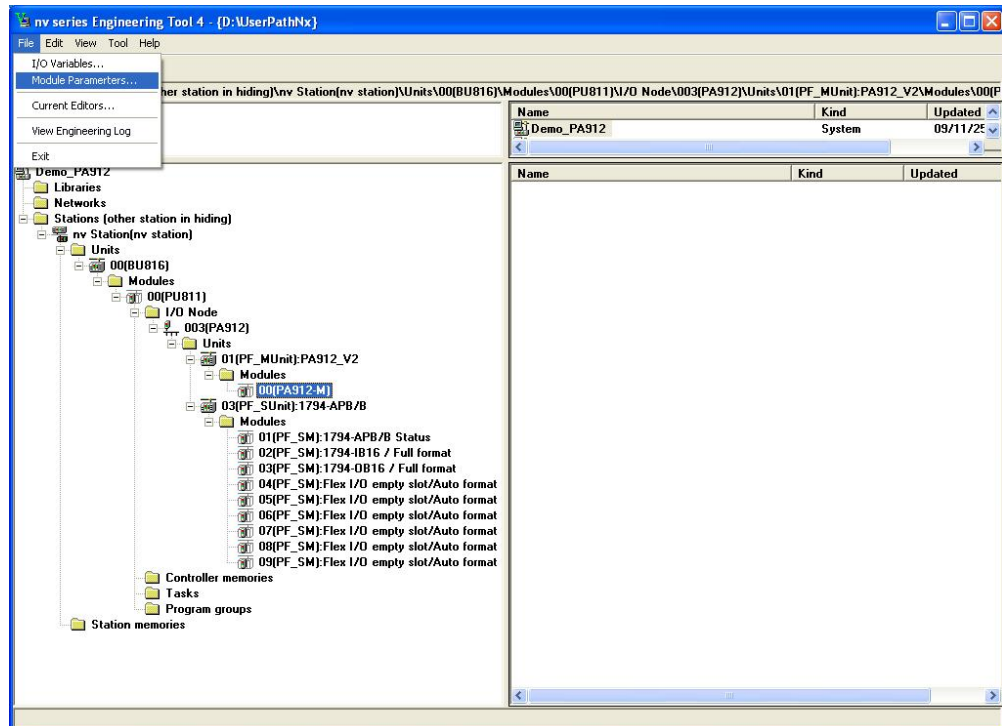 nv series Engineering Tool 4 - {D:\UserPathNx}
File Edit View Tool Help
I/O Variables...
Module Paramerters...
Current Editors...
View Engineering Log
Exit
her station in hiding)\nv Station(nv station)\Units\00(BU816)\Modules\00(PU811)\I/O Node\003(PA912)\Units\01(PF_MUnit):PA912_V2\Modules\00(P
Name Kind Updated
Demo_PA912 System 09/11/25
Demo_PA912
Libraries
Networks
Stations (other station in hiding)
nv Station(nv station)
Units
00(BU816)
Modules
00(PU811)
I/O Node
003(PA912)
Units
01(PF_MUnit):PA912_V2
Modules
00(PA912-M)
03(PF_SUnit):1794-APB/B
Modules
01(PF_SM):1794-APB/B Status
02(PF_SM):1794-IB16 / Full format
03(PF_SM):1794-OB16 / Full format
04(PF_SM):Flex I/O empty slot/Auto format
05(PF_SM):Flex I/O empty slot/Auto format
06(PF_SM):Flex I/O empty slot/Auto format
07(PF_SM):Flex I/O empty slot/Auto format
08(PF_SM):Flex I/O empty slot/Auto format
09(PF_SM):Flex I/O empty slot/Auto format
Controller memories
Tasks
Program groups
Station memories
Name Kind Updated